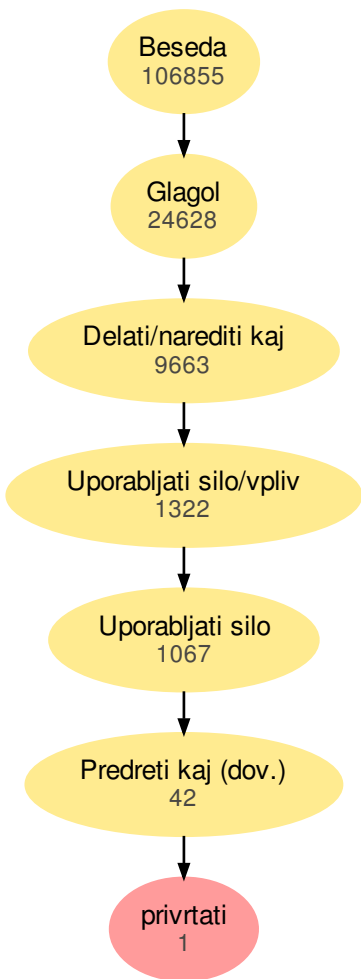 Beseda
106855
Glagol
24628
Delati/narediti kaj
9663
Uporabljati silo/vpliv
1322
Uporabljati silo
1067
Predreti kaj (dov.)
42
privrtati
1